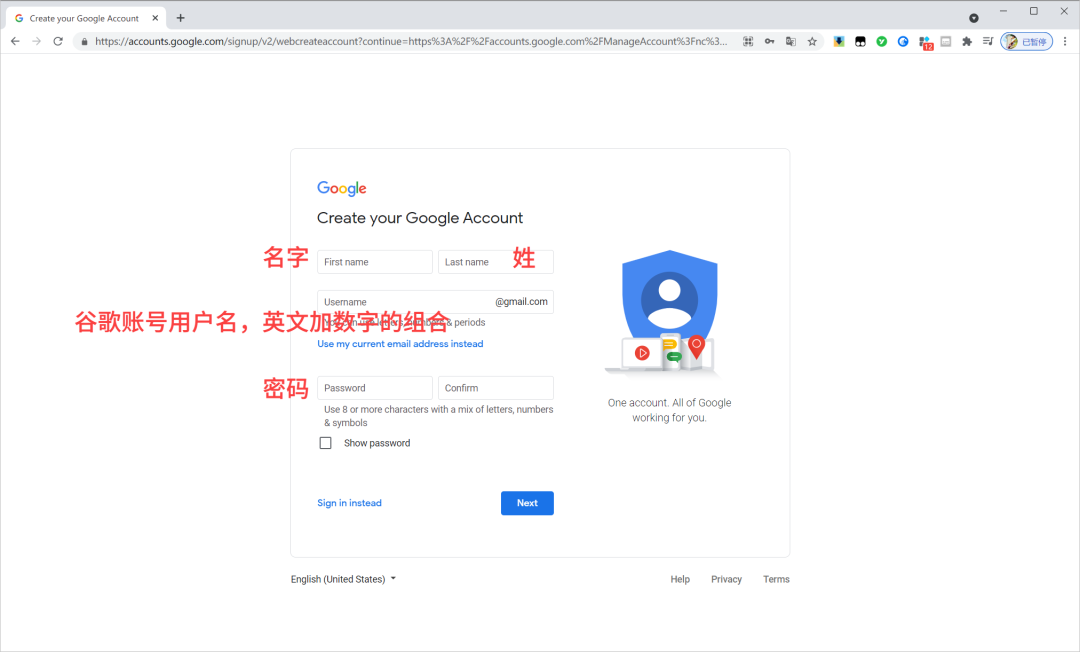 Create your Google Account
https://accounts.google.com/signup/v2/webcreateaccount?continue=https%3A%2F%2Faccounts.google.com%2FManageAccount%3Fnc%3...
12
已暂停
Google
Create your Google Account
名字 First name Last name 姓
Username @gmail.com
谷歌账号用户名，英文加数字的组合
You can use letters, numbers & periods
Use my current email address instead
密码 Password Confirm
Use 8 or more characters with a mix of letters, numbers
& symbols
Show password
One account. All of Google
working for you.
Sign in instead Next
English (United States) Help Privacy Terms